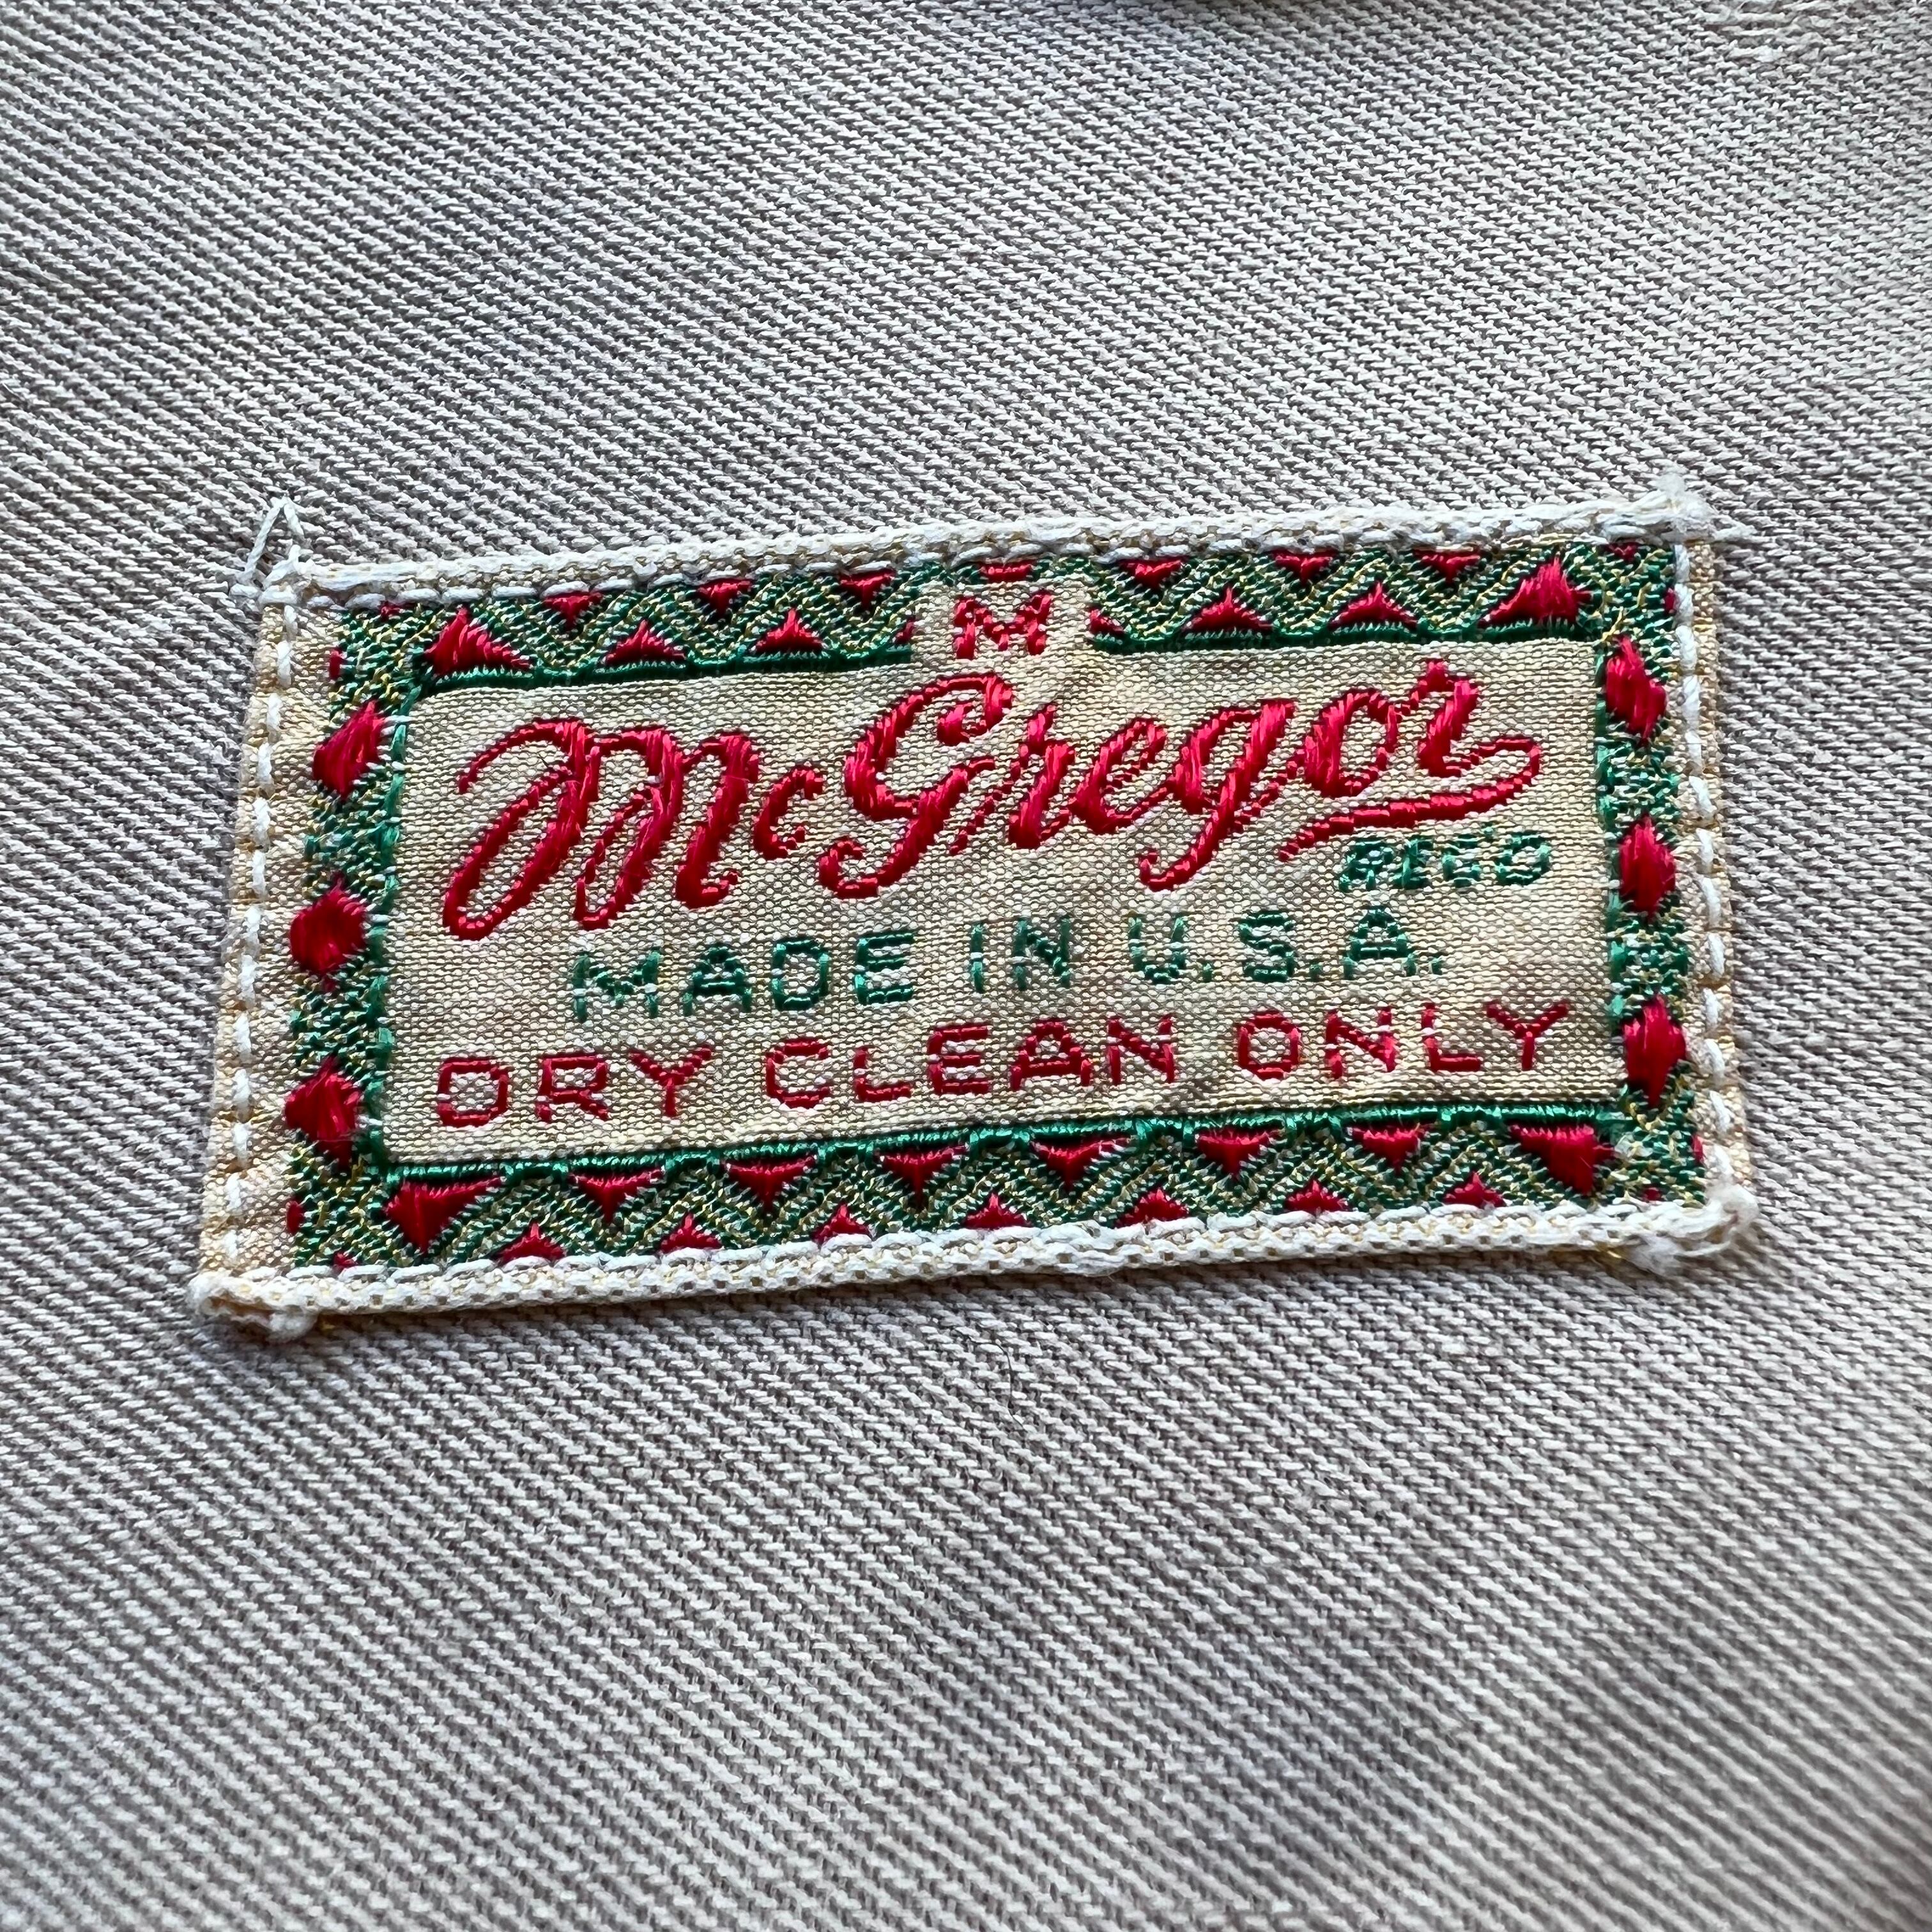 M
McGregor
REG'D
MADE IN U.S.A.
DRY CLEAN ONLY